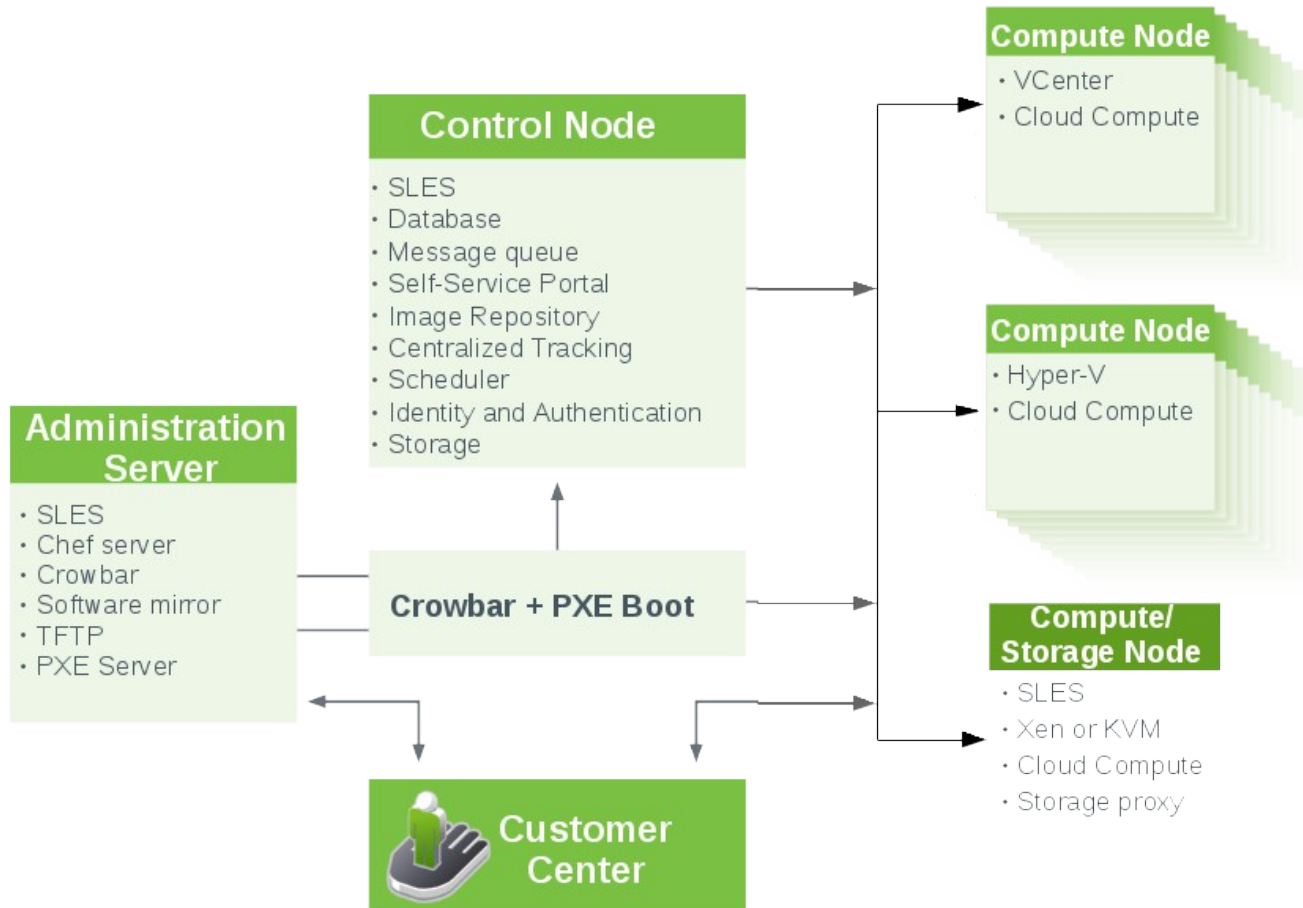 Control Node
• SLES
• Database
• Message queue
• Self-Service Portal
• Image Repository
• Centralized Tracking
• Scheduler
• Identity and Authentication
• Storage
Administration
Server
• SLES
• Chef server
• Crowbar
• Software mirror
• TFTP
• PXE Server
Crowbar + PXE Boot
Customer
Center
Compute Node
• VCenter
• Cloud Compute
Compute Node
• Hyper-V
• Cloud Compute
Compute/
Storage Node
• SLES
• Xen or KVM
• Cloud Compute
• Storage proxy